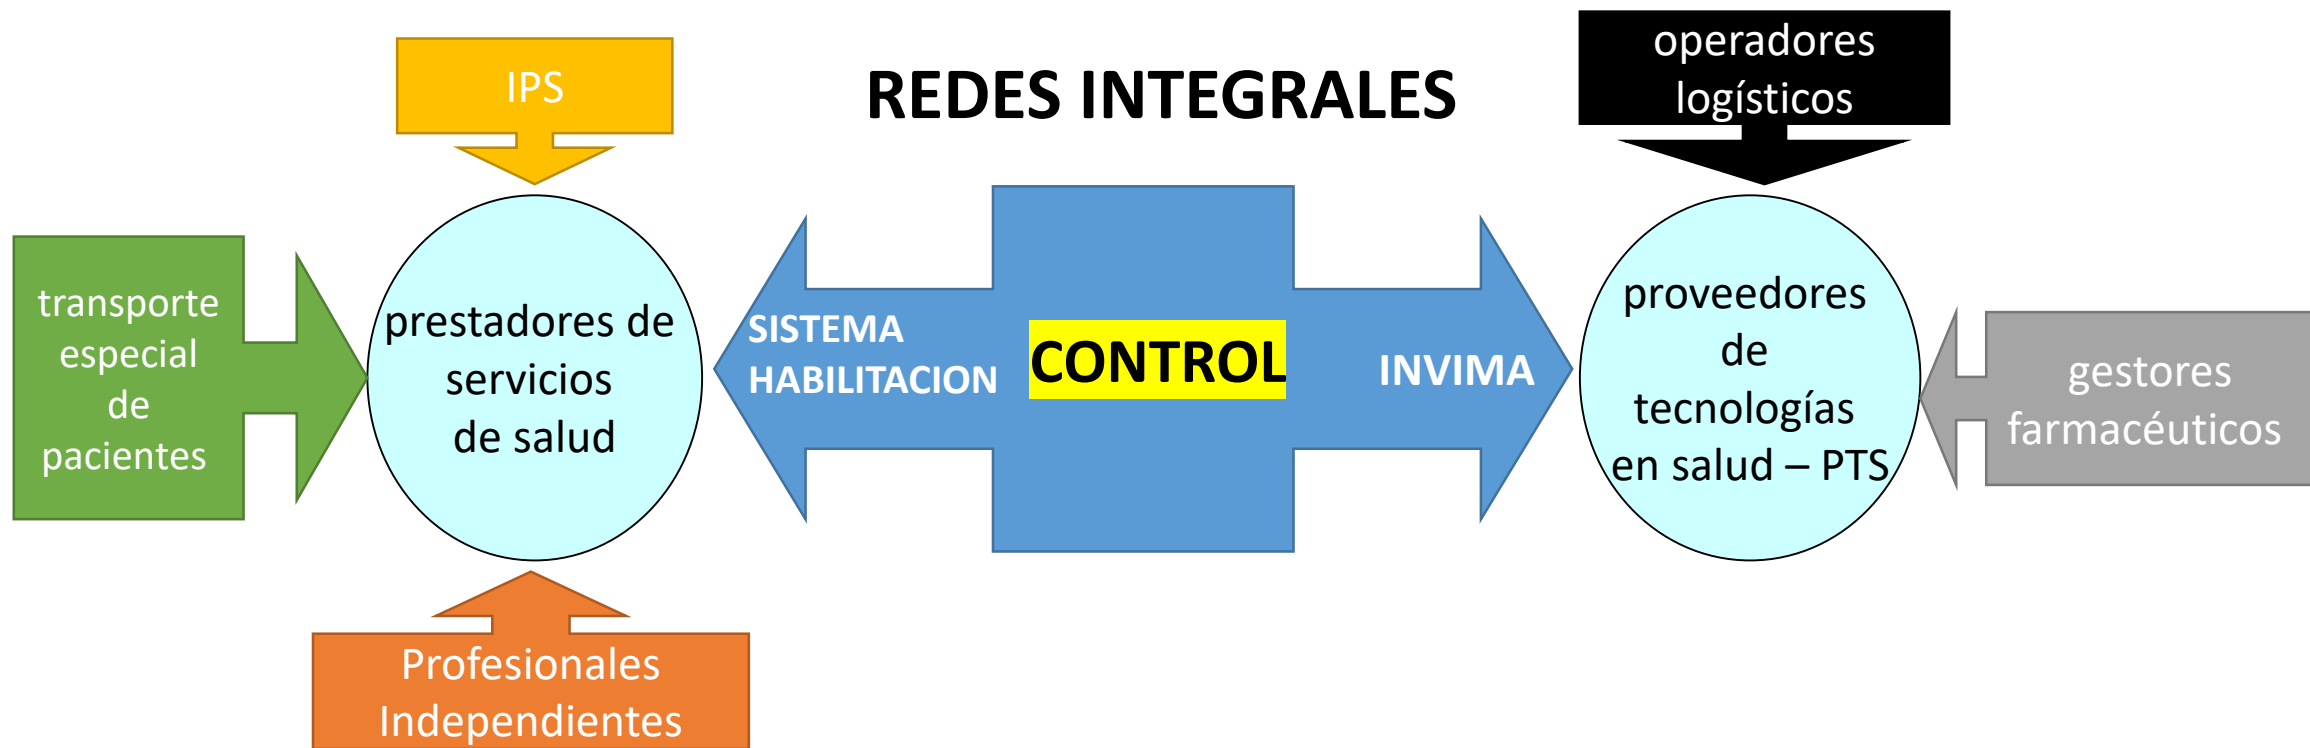 IPS
REDES INTEGRALES
operadores
logísticos
transporte
especial
de
pacientes
prestadores de
servicios
de salud
SISTEMA
HABILITACION
CONTROL
INVIMA
proveedores
de
tecnologías
en salud – PTS
gestores
farmacéuticos
Profesionales
Independientes